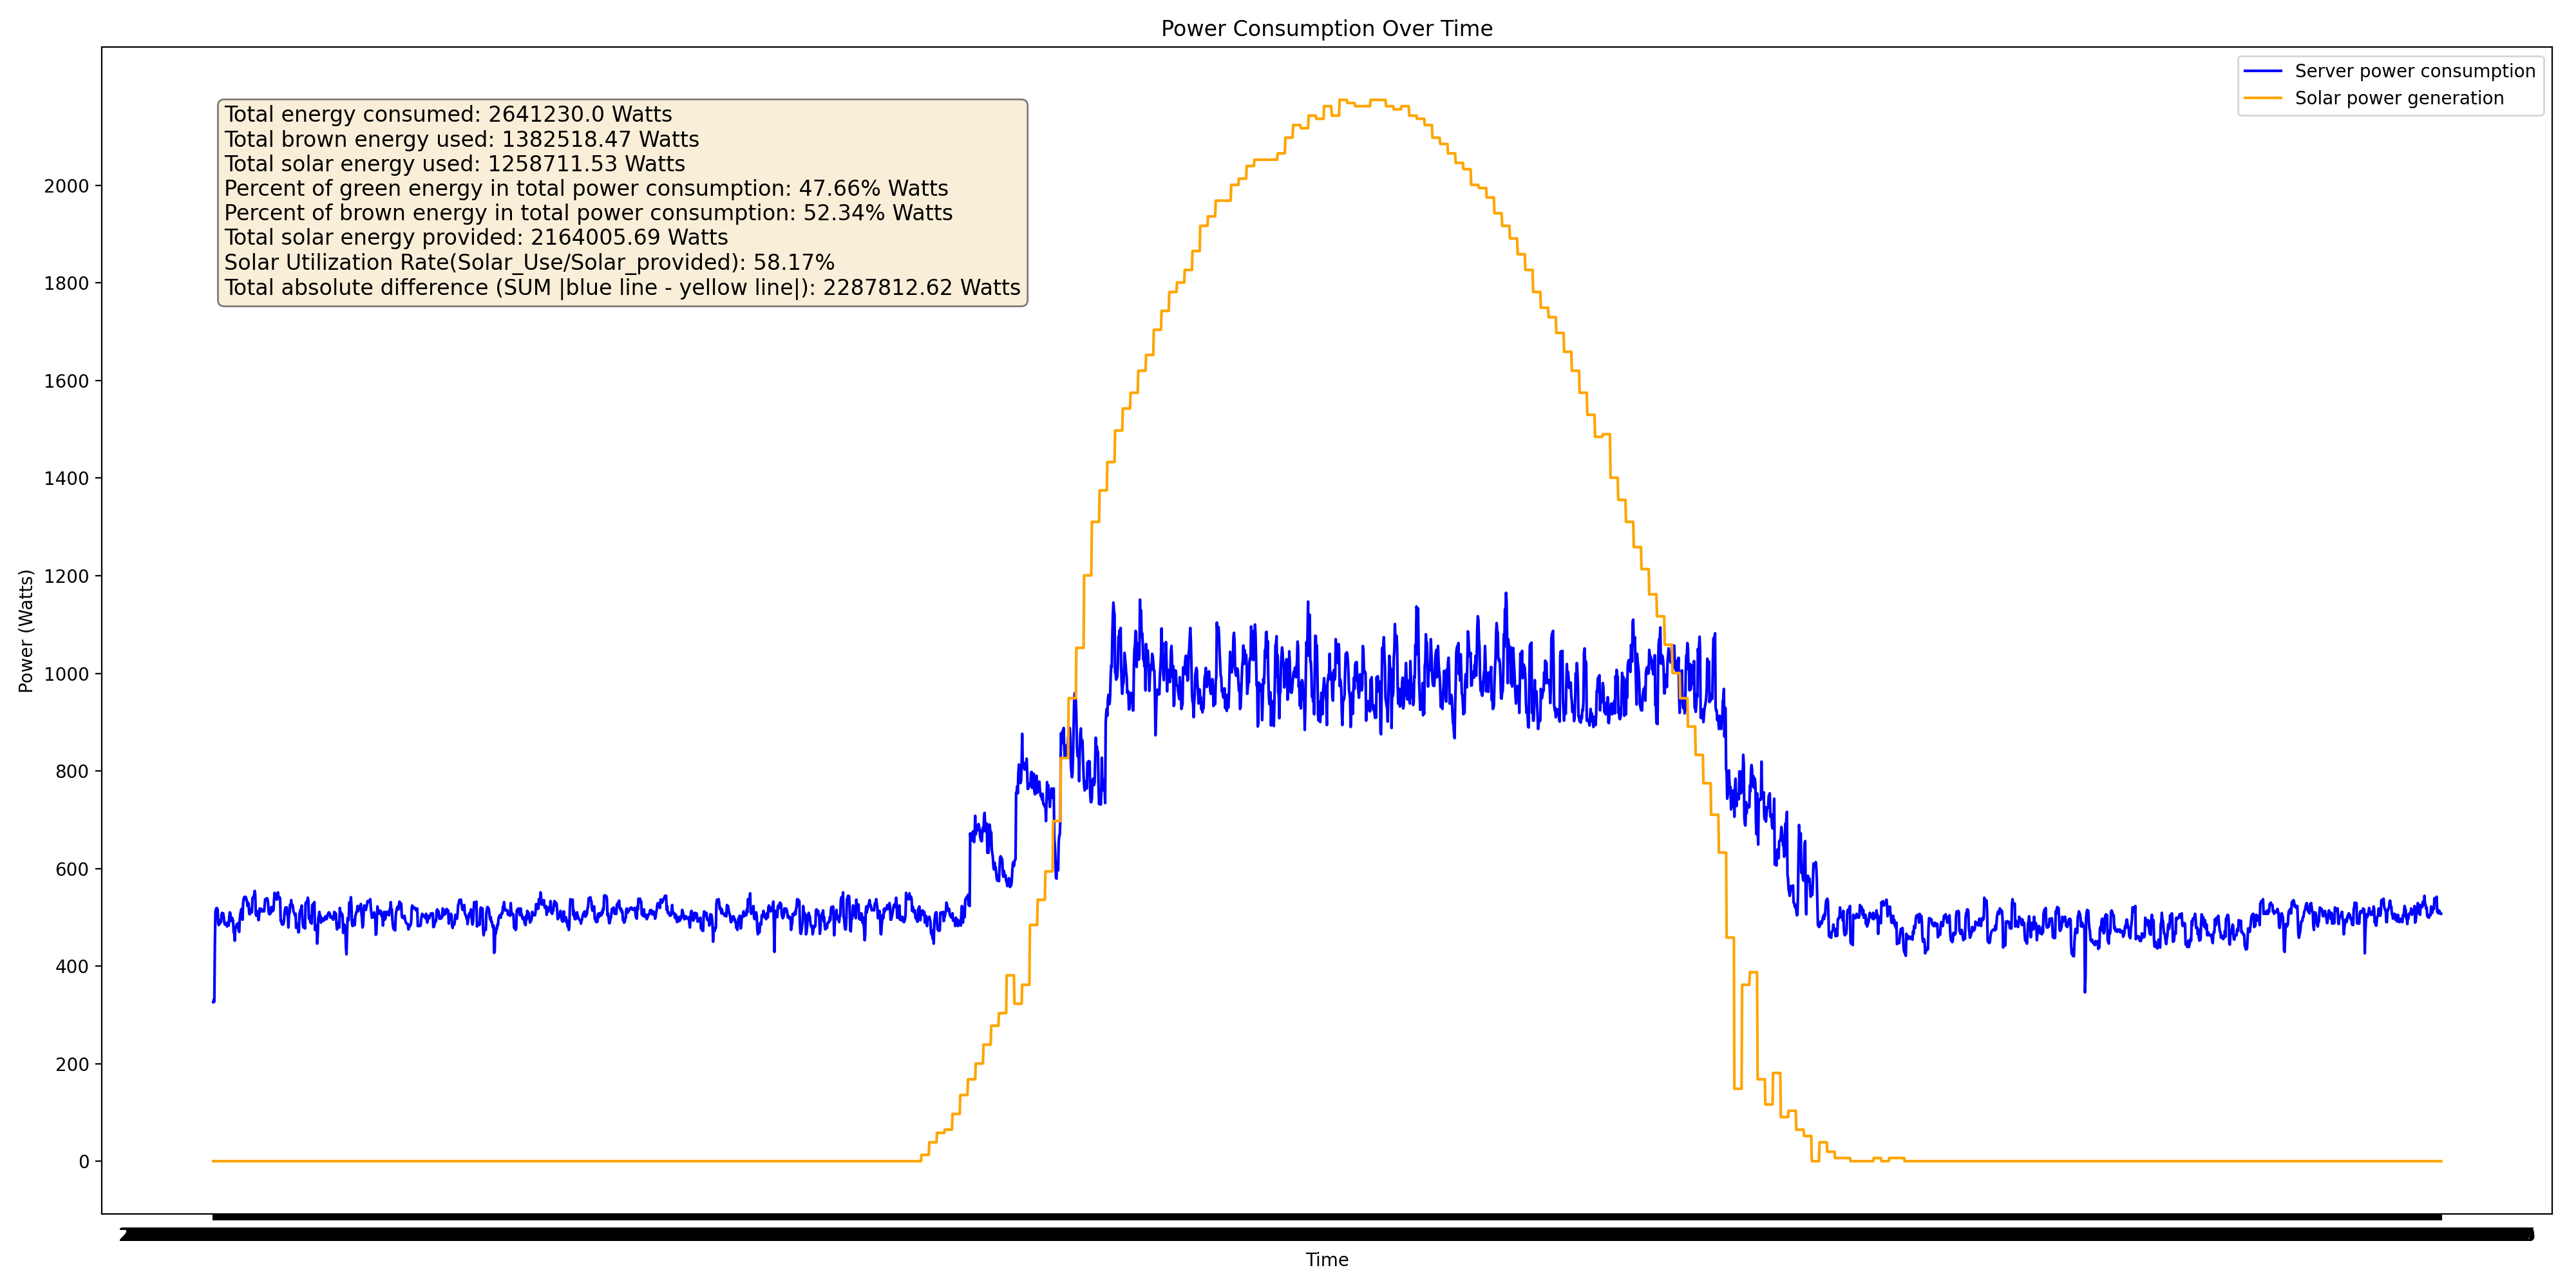 Power Consumption Over Time
Server power consumption
Solar power generation
Total energy consumed: 2641230.0 Watts
Total brown energy used: 1382518.47 Watts
Total solar energy used: 1258711.53 Watts
Percent of green energy in total power consumption: 47.66% Watts
Percent of brown energy in total power consumption: 52.34% Watts
Total solar energy provided: 2164005.69 Watts
Solar Utilization Rate(Solar_Use/Solar_provided): 58.17%
Total absolute difference (SUM |blue line - yellow line|): 2287812.62 Watts
Power (Watts)
2000
1800
1600
1400
1200
1000
800
600
400
200
0
Time